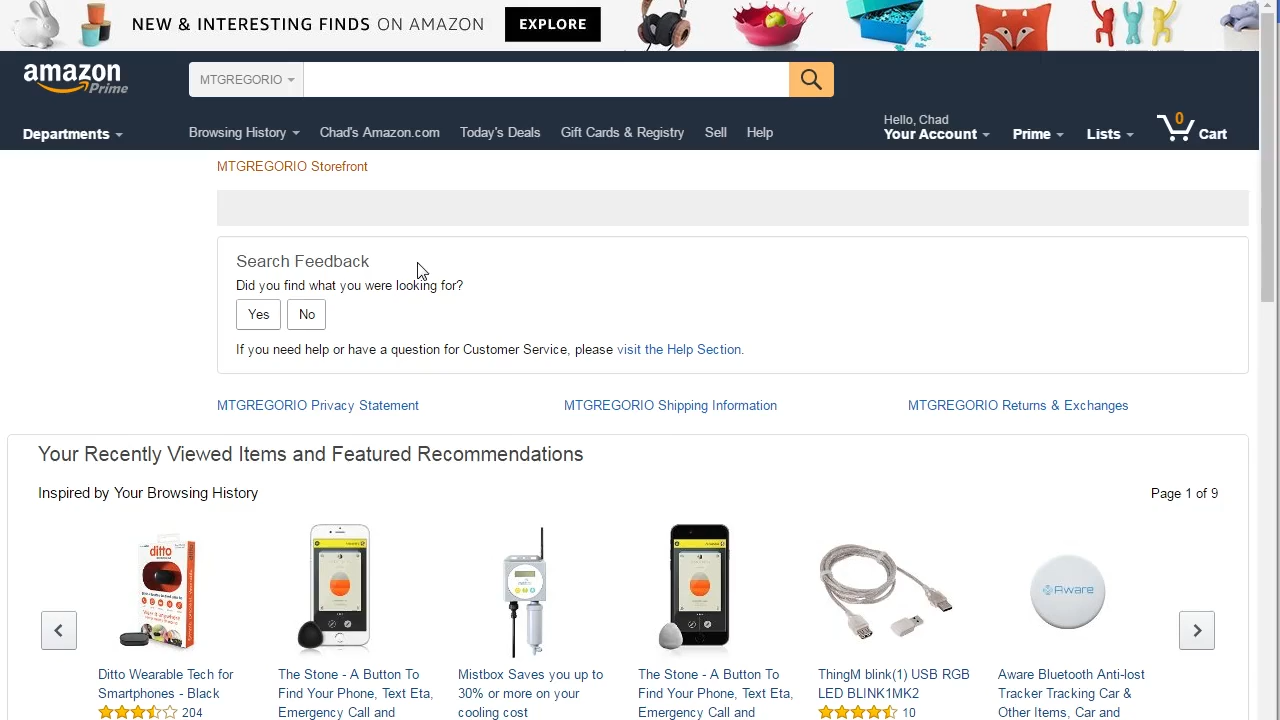 NEW & INTERESTING FINDS ON AMAZON EXPLORE
amazon Prime
MTGREGORIO
Departments
Browsing History Chad's Amazon.com Today's Deals Gift Cards & Registry Sell Help
Hello, Chad
Your Account Prime Lists 0 Cart
MTGREGORIO Storefront
Search Feedback
Did you find what you were looking for?
Yes No
If you need help or have a question for Customer Service, please visit the Help Section.
MTGREGORIO Privacy Statement MTGREGORIO Shipping Information MTGREGORIO Returns & Exchanges
Your Recently Viewed Items and Featured Recommendations
Inspired by Your Browsing History Page 1 of 9
ditto
Aware
Ditto Wearable Tech for The Stone - A Button To Mistbox Saves you up to The Stone - A Button To ThingM blink(1) USB RGB Aware Bluetooth Anti-lost
Smartphones - Black Find Your Phone, Text Eta, 30% or more on your Find Your Phone, Text Eta, LED BLINK1MK2 Tracker Tracking Car &
204 Emergency Call and cooling cost Emergency Call and 10 Other Items, Car and